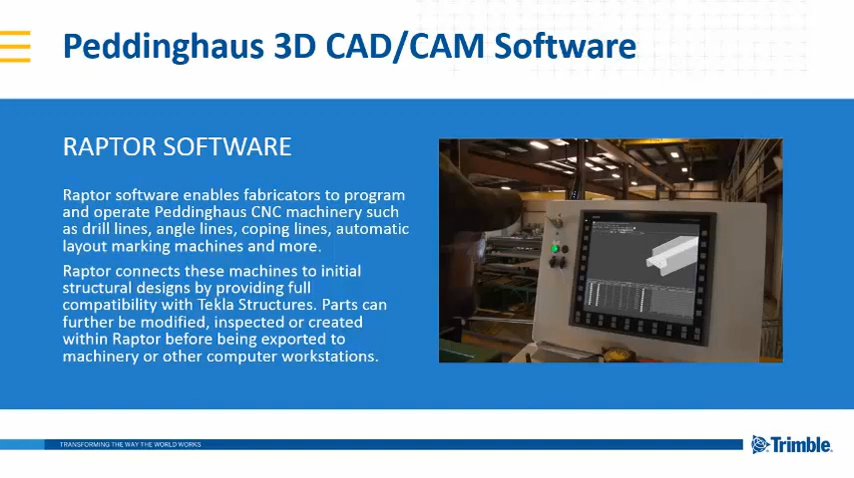 Peddinghaus 3D CAD/CAM Software
RAPTOR SOFTWARE
Raptor software enables fabricators to program
and operate Peddinghaus CNC machinery such
as drill lines, angle lines, coping lines, automatic
layout marking machines and more.
Raptor connects these machines to initial
structural designs by providing full
compatibility with Tekla Structures. Parts can
further be modified, inspected or created
within Raptor before being exported to
machinery or other computer workstations.
TRANSFORMING THE WAY THE WORLD WORKS
Trimble.